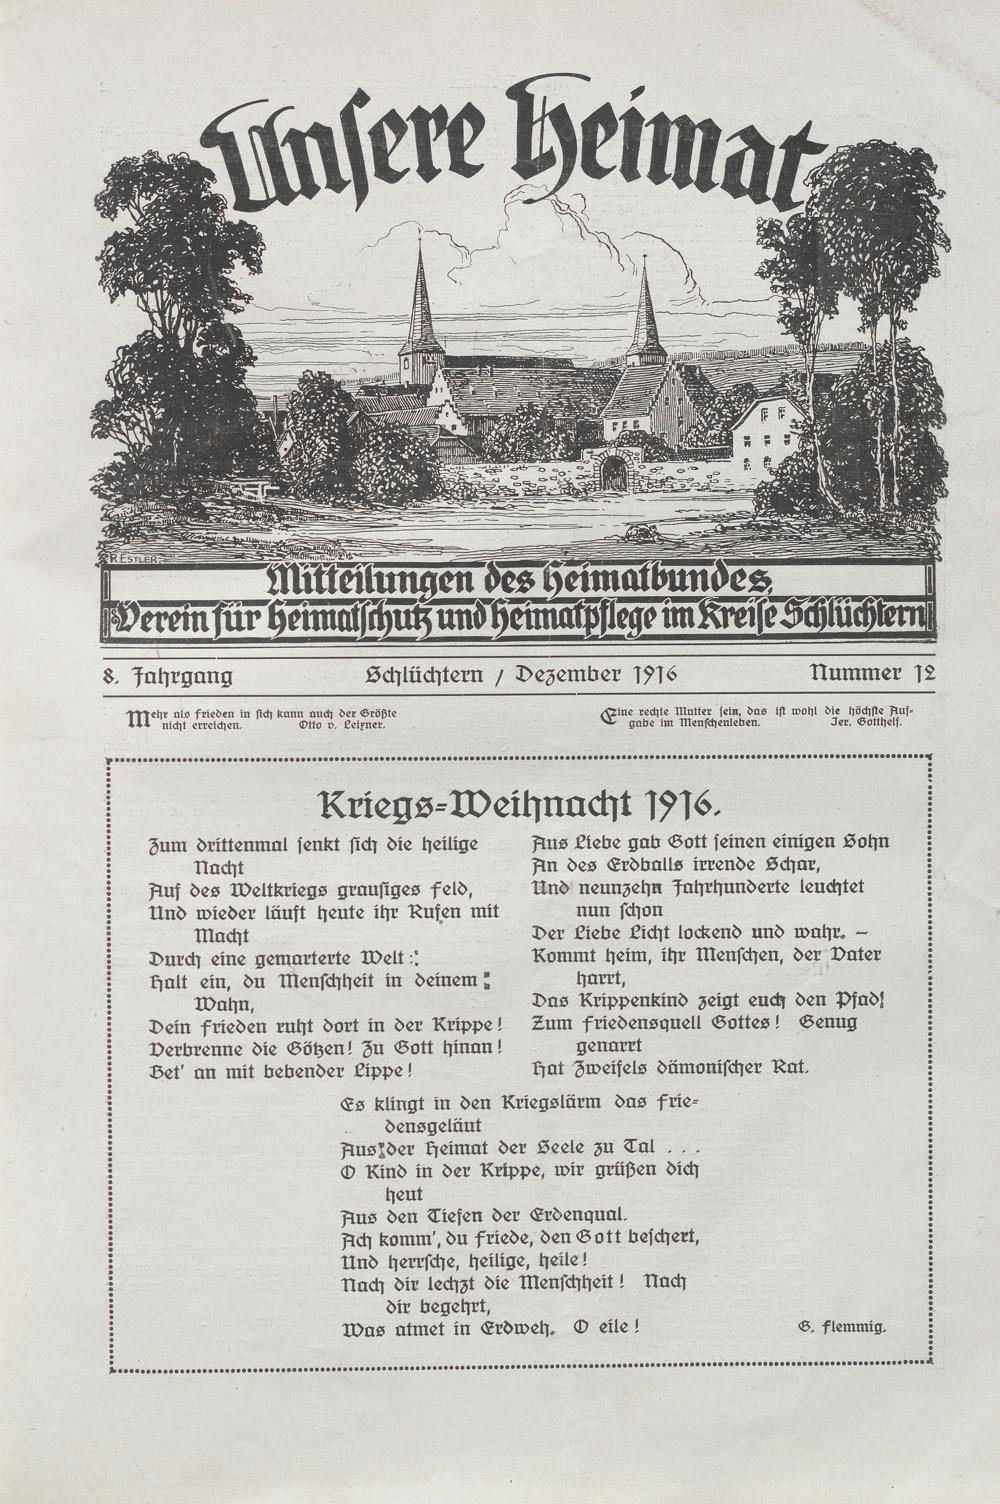 Unsere Heimat
R. ESTLER.
Mitteilungen des Heimatbundes,
Verein für Heimatschutz und Heimatpflege im Kreise Schlüchtern
8. Jahrgang Schlüchtern / Dezember 1916 Nummer 12
Mehr als Frieden in sich kann auch der Größte
nicht erreichen. Otto v. Leixner.
Eine rechte Mutter sein, das ist wohl die höchste Auf-
gabe im Menschenleben. Jer. Gotthelf.
Kriegs-Weihnacht 1916.
Zum drittenmal senkt sich die heilige
Nacht
Auf des Weltkriegs grausiges Feld,
Und wieder läuft heute ihr Rufen mit
Macht
Durch eine gemarterte Welt:
Halt ein, du Menschheit in deinem
Wahn,
Dein Frieden ruht dort in der Krippe!
Verbrenne die Götzen! Zu Gott hinan!
Bet' an mit bebender Lippe!
Aus Liebe gab Gott seinen einigen Sohn
An des Erdballs irrende Schar,
Und neunzehn Jahrhunderte leuchtet
nun schon
Der Liebe Licht lockend und wahr. –
Kommt heim, ihr Menschen, der Vater
harrt,
Das Krippenkind zeigt euch den Pfad!
Zum Friedensquell Gottes! Genug
genarrt
Hat Zweifels dämonischer Rat.
Es klingt in den Kriegslärm das Frie-
densgeläut
Aus der Heimat der Seele zu Tal . . .
O Kind in der Krippe, wir grüßen dich
heut
Aus den Tiefen der Erdenqual.
Ach komm', du Friede, den Gott beschert,
Und herrsche, heilige, heile!
Nach dir lechzt die Menschheit! Nach
dir begehrt,
Was atmet in Erdweh. O eile!
G. Flemmig.